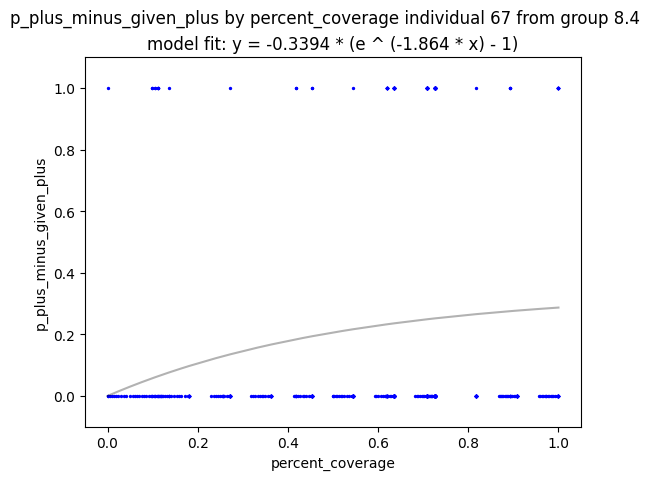 p_plus_minus_given_plus by percent_coverage individual 67 from group 8.4
model fit: y = -0.3394 * (e ^ (-1.864 * x) - 1)
1.0
0.8
0.6
0.4
0.2
0.0
p_plus_minus_given_plus
0.0 0.2 0.4 0.6 0.8 1.0
percent_coverage